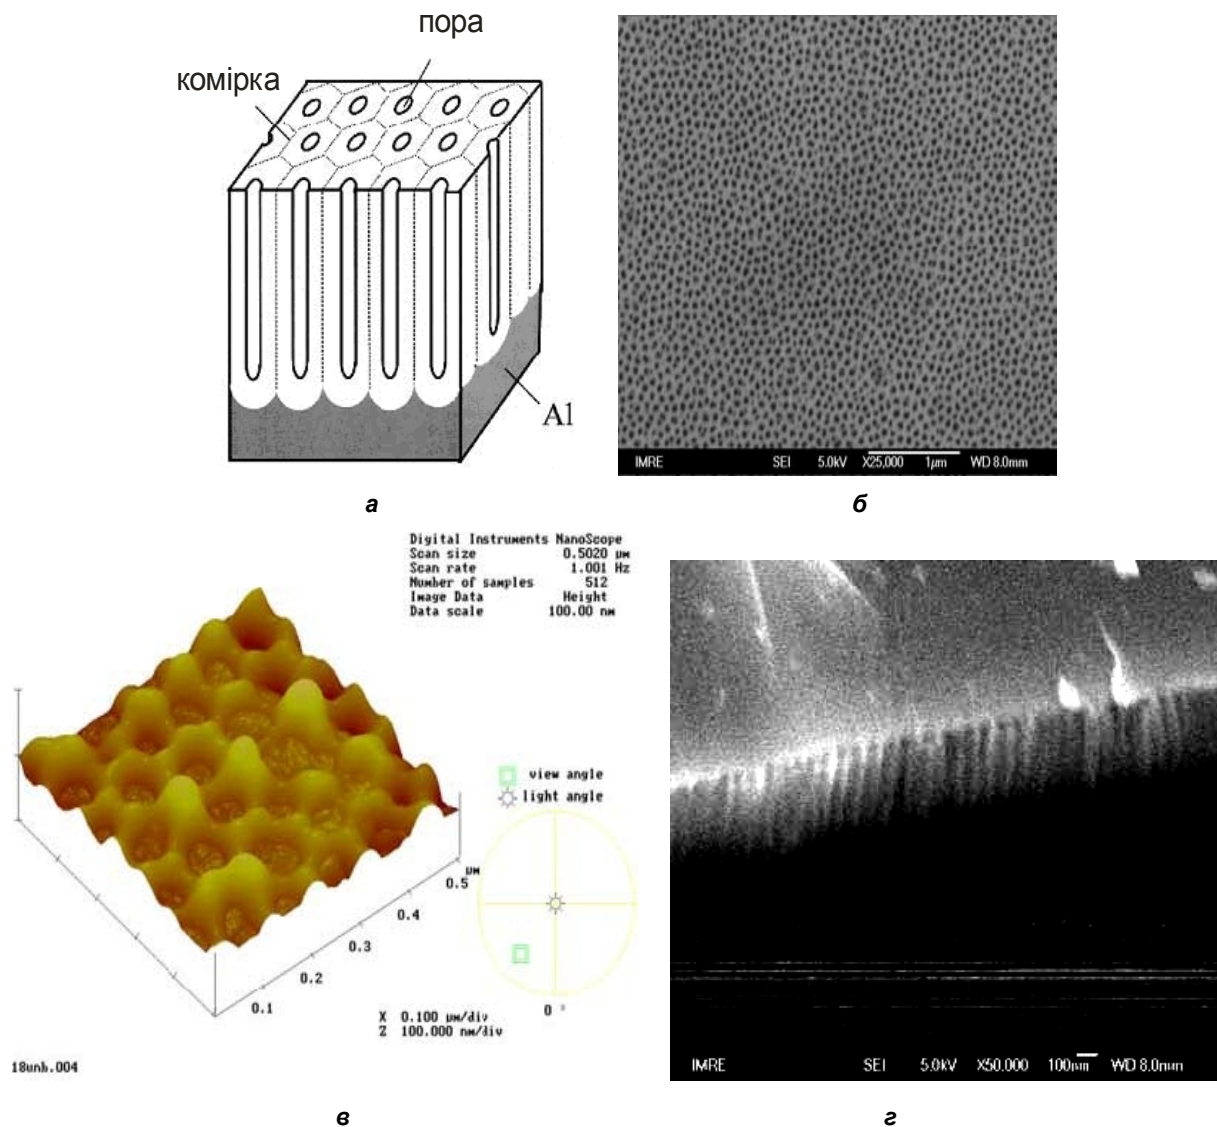 пора
комірка
Al
IMRE SEI 5.0kV X25,000 1µm WD 8.0mm
а
б
Digital Instruments NanoScope
Scan size 0.5020 µm
Scan rate 1.001 Hz
Number of samples 512
Image Data Height
Data scale 100.00 nm
view angle
light angle
µм
0.5
0.4
0.3
0.2
0.1
X 0.100 µm/div
Z 100.000 nm/div
0 °
18unb.004
IMRE SEI 5.0kV X50.000 100nm WD 8.0mm
в
г